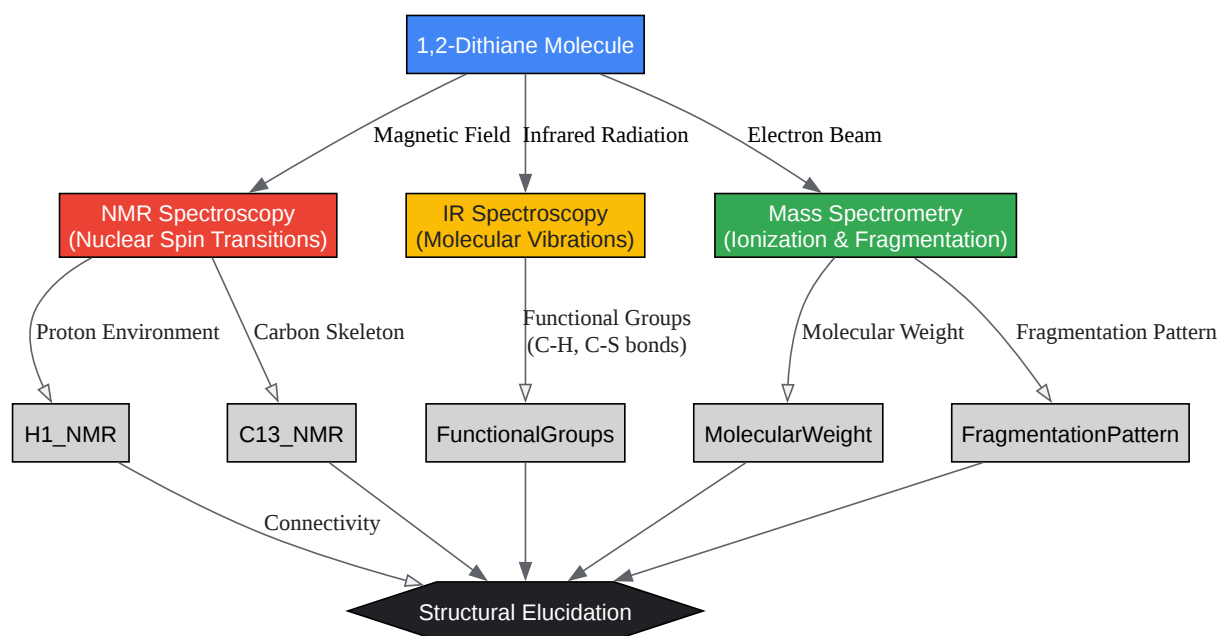 1,2-Dithiane Molecule
Magnetic Field
Infrared Radiation
Electron Beam
NMR Spectroscopy
(Nuclear Spin Transitions)
IR Spectroscopy
(Molecular Vibrations)
Mass Spectrometry
(Ionization & Fragmentation)
Proton Environment
Carbon Skeleton
Functional Groups
(C-H, C-S bonds)
Molecular Weight
Fragmentation Pattern
H1_NMR
C13_NMR
FunctionalGroups
MolecularWeight
FragmentationPattern
Connectivity
Structural Elucidation